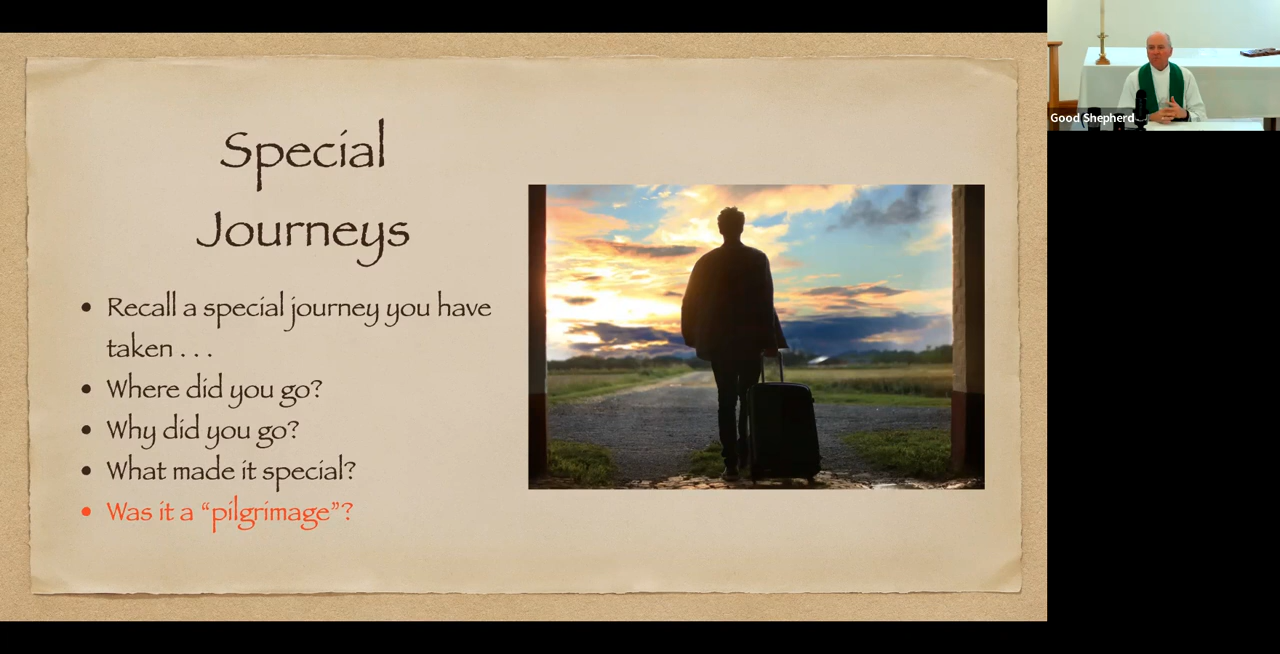 Special
Journeys
• Recall a special journey you have
taken . . .
• Where did you go?
• Why did you go?
• What made it special?
• Was it a “pilgrimage”?
Good Shepherd